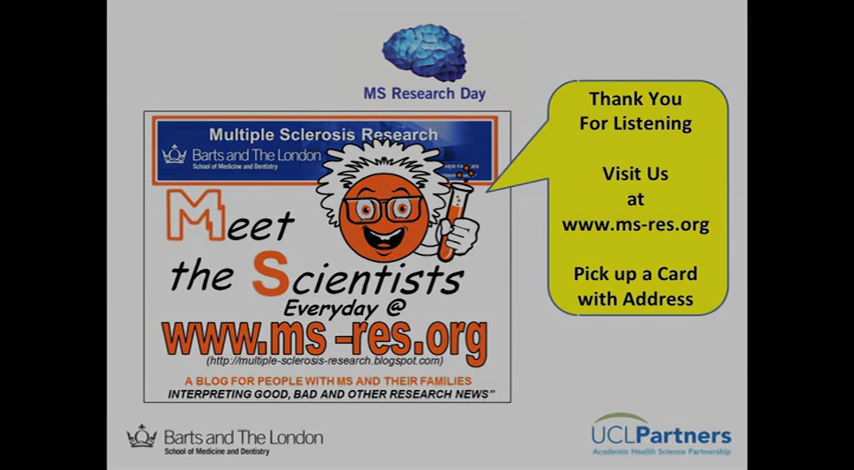 MS Research Day
Multiple Sclerosis Research
Barts and The London
School of Medicine and Dentistry
Meet
the Scientists
Everyday @
www.ms-res.org
(http://multiple-sclerosis-research.blogspot.com)
A BLOG FOR PEOPLE WITH MS AND THEIR FAMILIES
INTERPRETING GOOD, BAD AND OTHER RESEARCH NEWS”
Thank You
For Listening
Visit Us
at
www.ms-res.org
Pick up a Card
with Address
Barts and The London
School of Medicine and Dentistry
UCLPartners
Academic Health Science Partnership